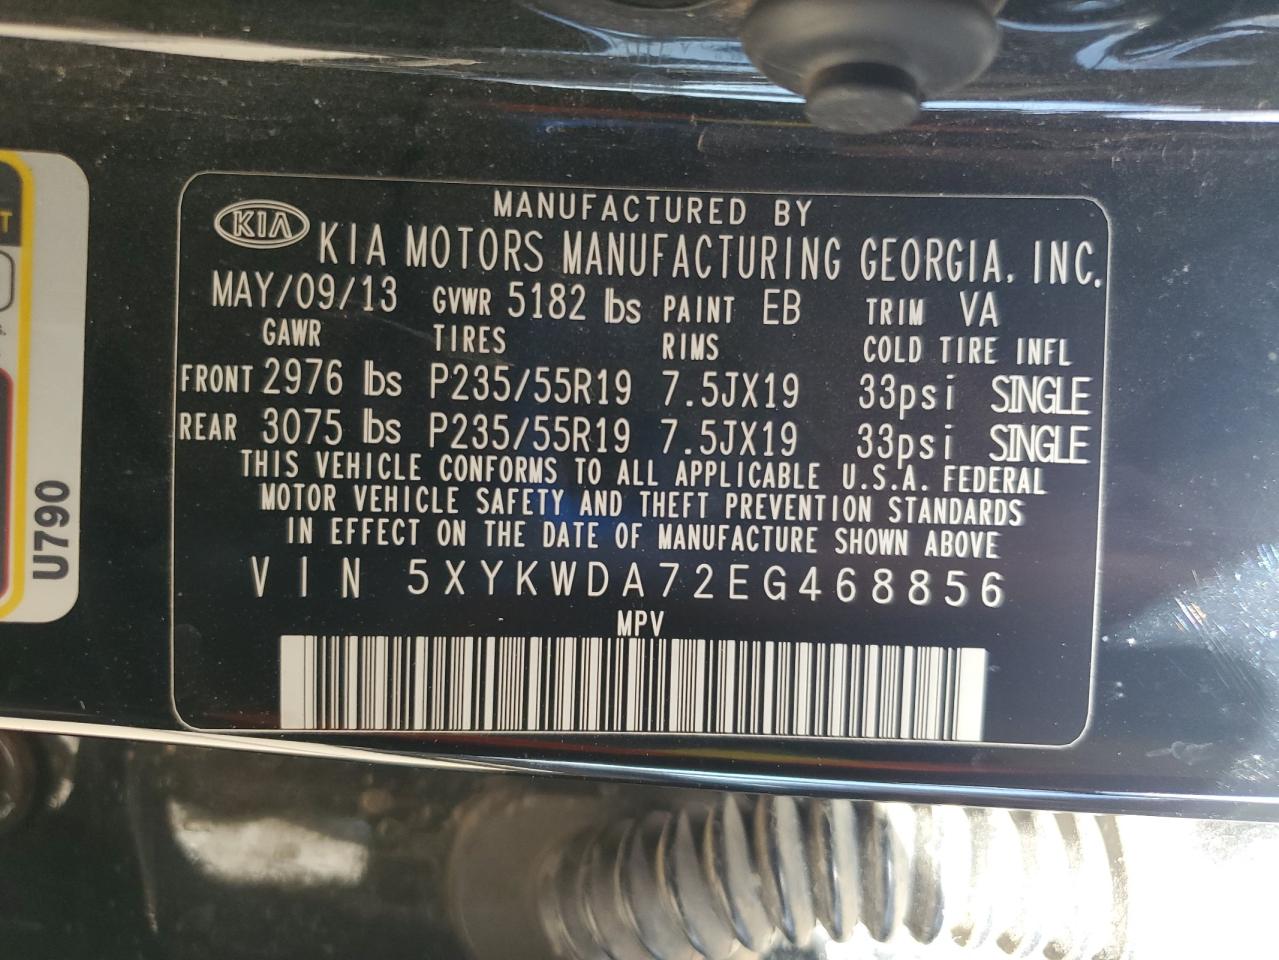 MANUFACTURED BY
KIA KIA MOTORS MANUFACTURING GEORGIA, INC.
MAY/09/13 GVWR 5182 lbs PAINT EB TRIM VA
GAWR TIRES RIMS COLD TIRE INFL
FRONT 2976 lbs P235/55R19 7.5JX19 33psi SINGLE
REAR 3075 lbs P235/55R19 7.5JX19 33psi SINGLE
THIS VEHICLE CONFORMS TO ALL APPLICABLE U.S.A. FEDERAL
MOTOR VEHICLE SAFETY AND THEFT PREVENTION STANDARDS
IN EFFECT ON THE DATE OF MANUFACTURE SHOWN ABOVE
VIN 5XYKWDA72EG468856
MPV
U790